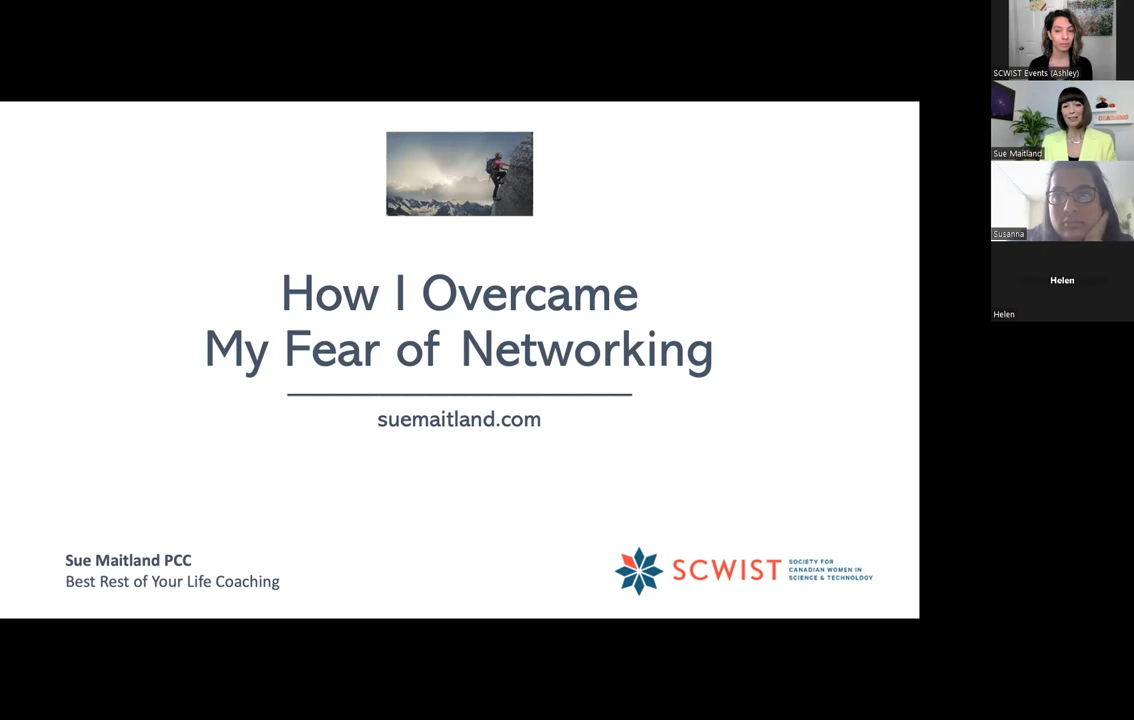 How I Overcame
My Fear of Networking
suemaitland.com
Sue Maitland PCC
Best Rest of Your Life Coaching
SCWIST
SOCIETY FOR
CANADIAN WOMEN IN
SCIENCE & TECHNOLOGY
SCWIST Events (Ashley)
Sue Maitland
Susanna
Helen
Helen